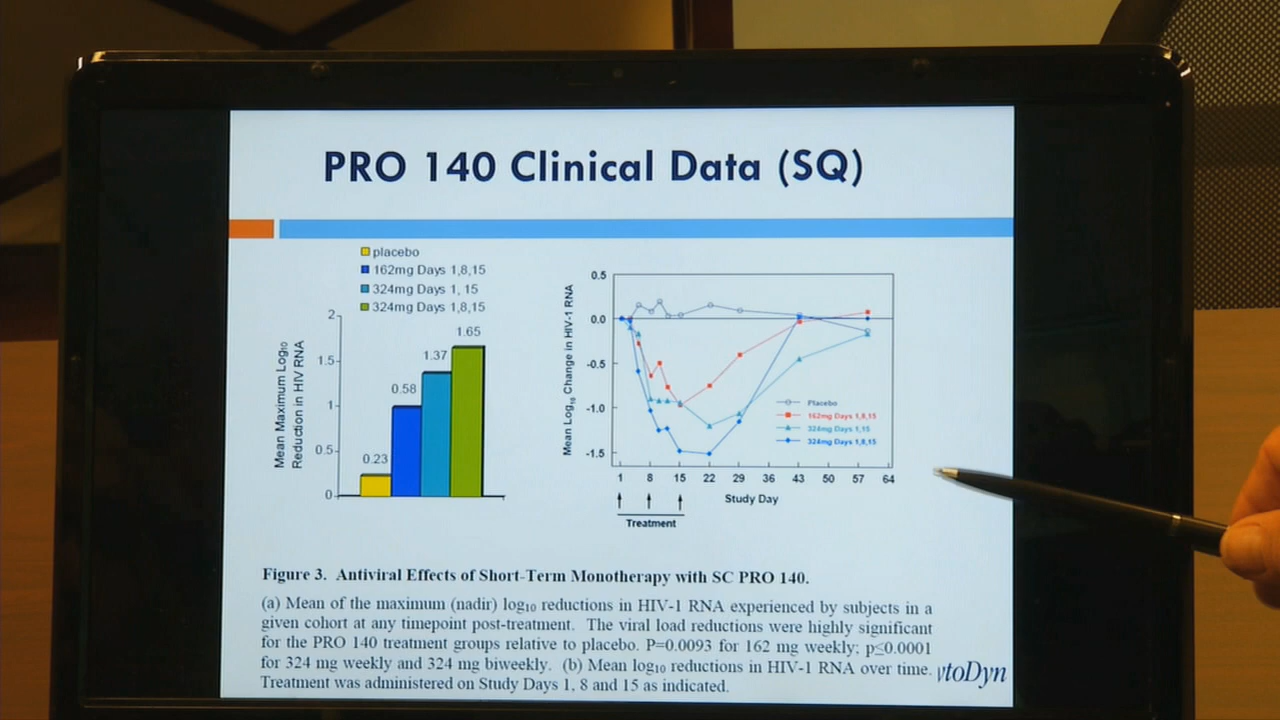 PRO 140 Clinical Data (SQ)
placebo
162mg Days 1,8,15
324mg Days 1, 15
324mg Days 1,8,15
Mean Maximum Log10
Reduction in HIV RNA
2
1.5
1
0.5
0
0.23
0.58
1.37
1.65
Mean Log10 Change in HIV-1 RNA
0.5
0.0
-0.5
-1.0
-1.5
Placebo
162mg Days 1,8,15
324mg Days 1,15
324mg Days 1,8,15
1 8 15 22 29 36 43 50 57 64
Study Day
Treatment
Figure 3. Antiviral Effects of Short-Term Monotherapy with SC PRO 140.
(a) Mean of the maximum (nadir) log10 reductions in HIV-1 RNA experienced by subjects in a
given cohort at any timepoint post-treatment. The viral load reductions were highly significant
for the PRO 140 treatment groups relative to placebo. P=0.0093 for 162 mg weekly; p≤0.0001
for 324 mg weekly and 324 mg biweekly. (b) Mean log10 reductions in HIV-1 RNA over time.
Treatment was administered on Study Days 1, 8 and 15 as indicated.
ytoDyn